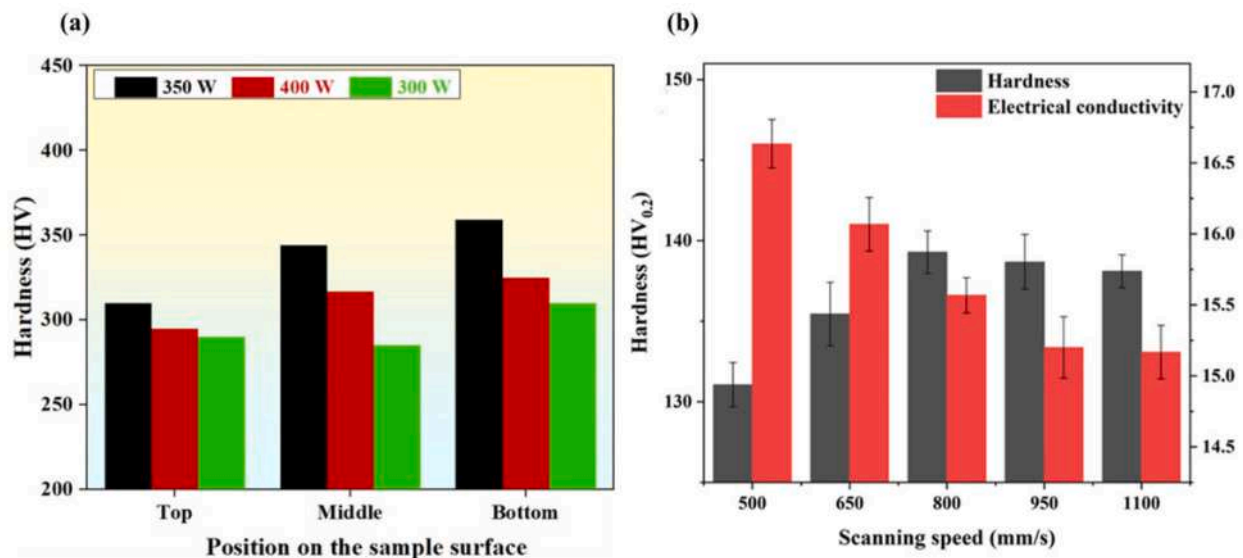 (a)
350 W 400 W 300 W
450
400
350
300
250
200
Hardness (HV)
Top Middle Bottom
Position on the sample surface
(b)
Hardness
Electrical conductivity
150
140
130
Hardness (HV0.2)
17.0
16.5
16.0
15.5
15.0
14.5
500 650 800 950 1100
Scanning speed (mm/s)